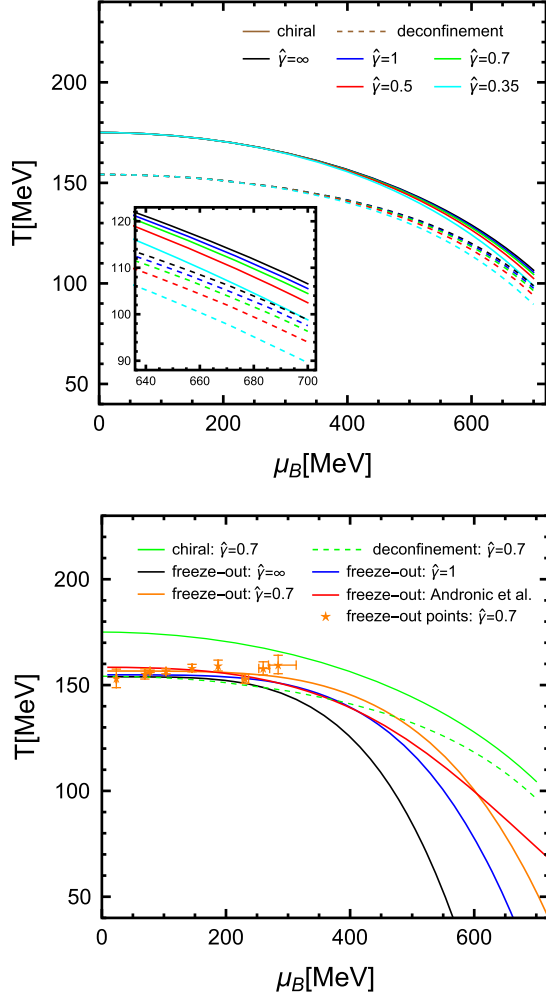 chiral deconfinement
γ̂=∞ γ̂=1 γ̂=0.7
γ̂=0.5 γ̂=0.35
T[MeV]
200
150
100
50
120
110
100
90
640 660 680 700
0 200 400 600
μB[MeV]
chiral: γ̂=0.7 deconfinement: γ̂=0.7
freeze-out: γ̂=∞ freeze-out: γ̂=1
freeze-out: γ̂=0.7 freeze-out: Andronic et al.
freeze-out points: γ̂=0.7
T[MeV]
200
150
100
50
0 200 400 600
μB[MeV]